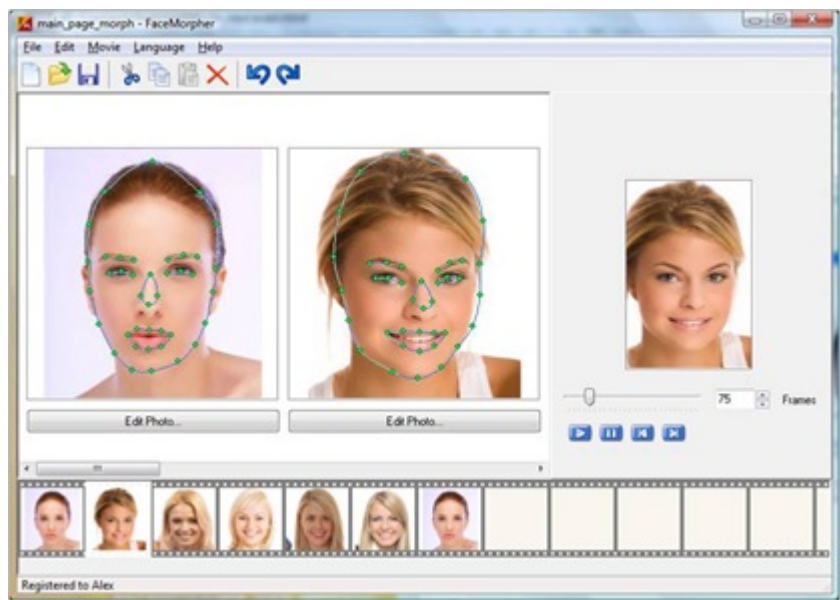 main_page_morph - FaceMorpher
File Edit Movie Language Help
Edit Photo...
Edit Photo...
75 Frames
Registered to Alex